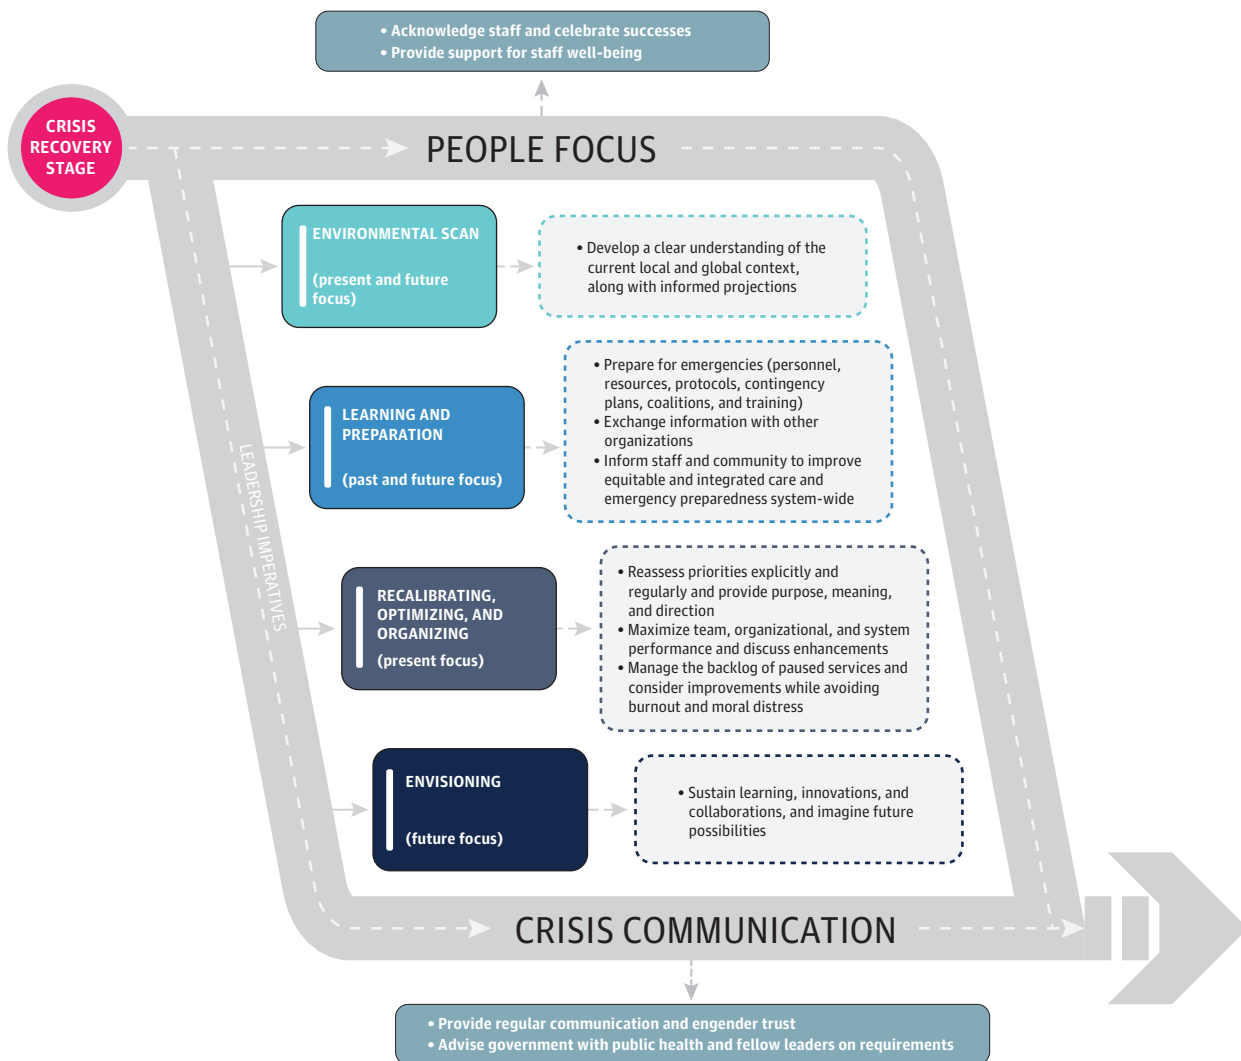 • Acknowledge staff and celebrate successes
• Provide support for staff well-being
CRISIS
RECOVERY
STAGE
PEOPLE FOCUS
LEADERSHIP IMPERATIVES
ENVIRONMENTAL SCAN
(present and future
focus)
• Develop a clear understanding of the
current local and global context,
along with informed projections
LEARNING AND
PREPARATION
(past and future focus)
• Prepare for emergencies (personnel,
resources, protocols, contingency
plans, coalitions, and training)
• Exchange information with other
organizations
• Inform staff and community to improve
equitable and integrated care and
emergency preparedness system-wide
RECALIBRATING,
OPTIMIZING, AND
ORGANIZING
(present focus)
• Reassess priorities explicitly and
regularly and provide purpose, meaning,
and direction
• Maximize team, organizational, and system
performance and discuss enhancements
• Manage the backlog of paused services and
consider improvements while avoiding
burnout and moral distress
ENVISIONING
(future focus)
• Sustain learning, innovations, and
collaborations, and imagine future
possibilities
CRISIS COMMUNICATION
• Provide regular communication and engender trust
• Advise government with public health and fellow leaders on requirements